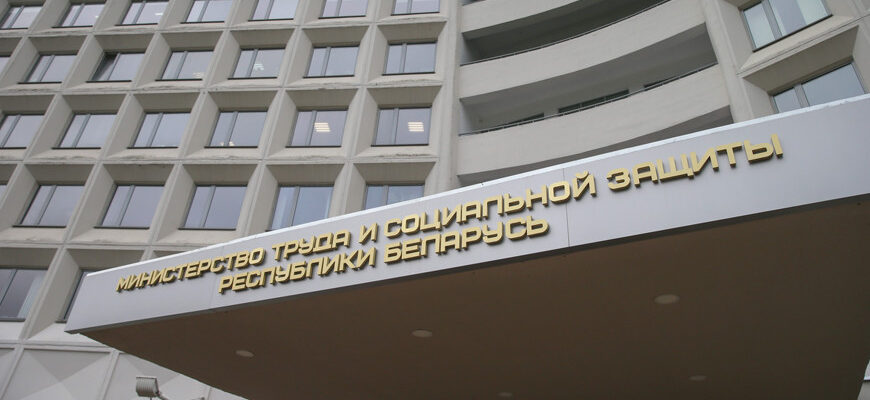 МИНИСТЕРСТВО ТРУДА И СОЦИАЛЬНОЙ ЗАЩИТЫ
РЕСПУБЛИКИ БЕЛАРУСЬ